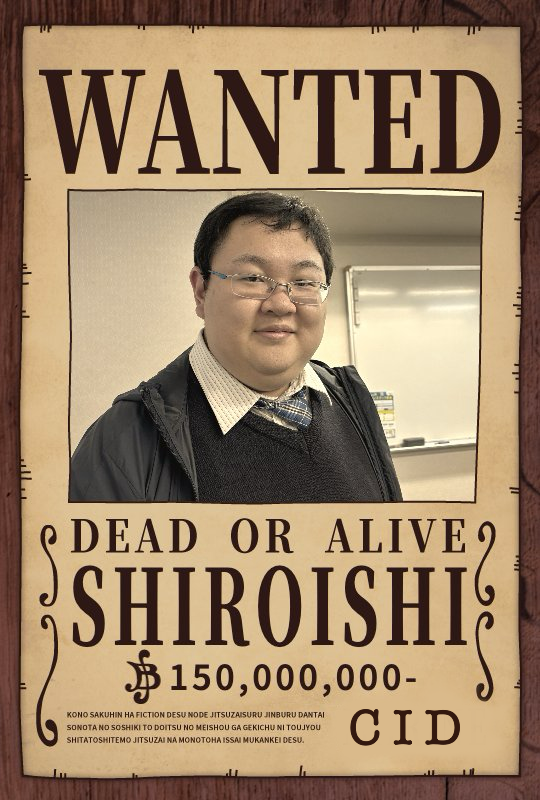 WANTED
DEAD OR ALIVE
SHIROISHI
฿150,000,000-
KONO SAKUHIN HA FICTION DESU NODE JITSUZAISURU JINBURU DANTAI
SONOTA NO SOSHIKI TO DOITSU NO MEISHOU GA GEKICHU NI TOUJYOU
SHITATOSHITEMO JITSUZAI NA MONOTOHA ISSAI MUKANKEI DESU.
CID